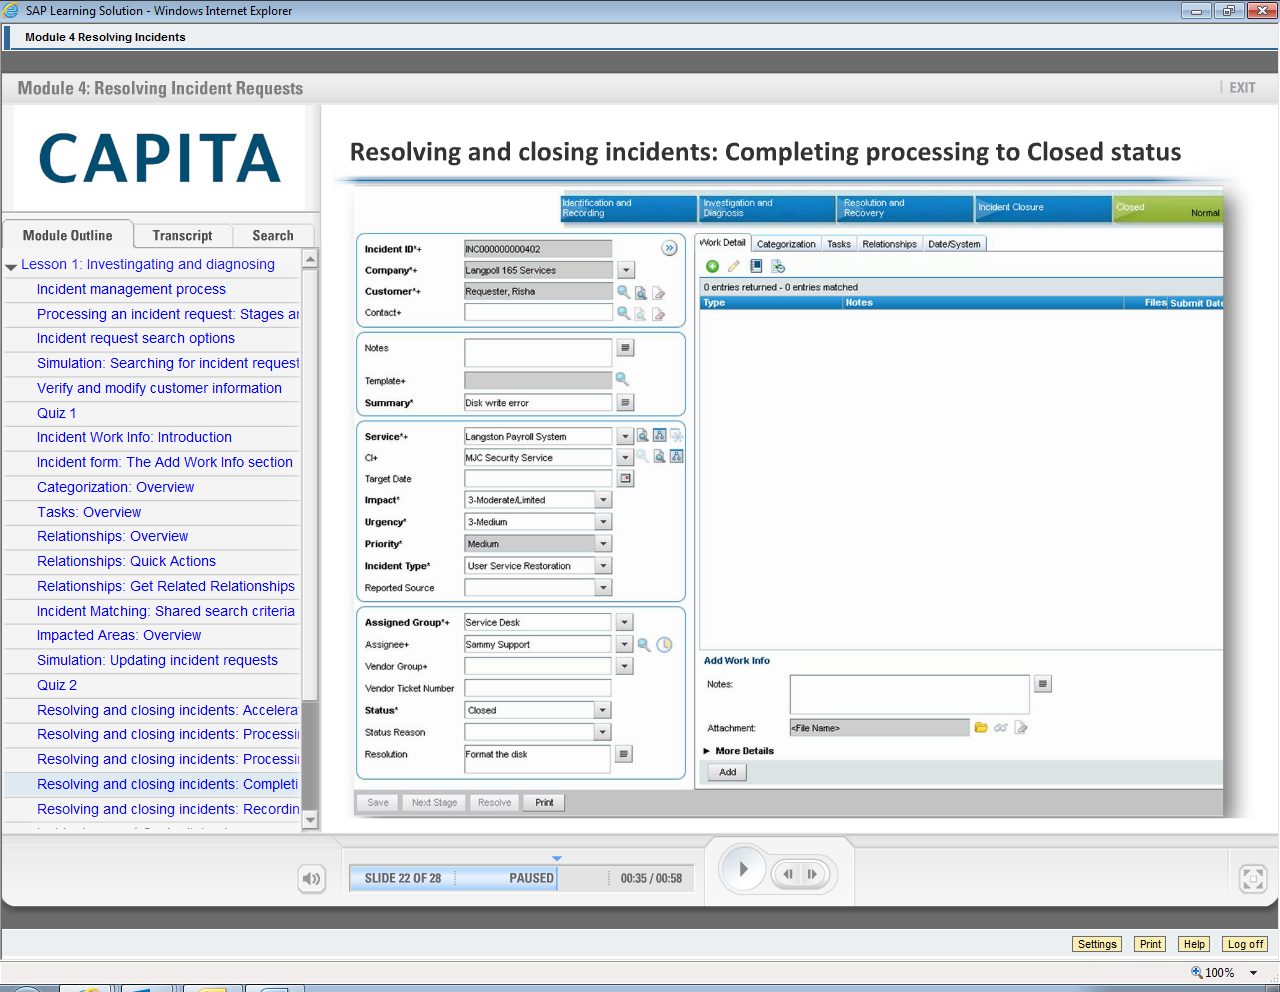 SAP Learning Solution - Windows Internet Explorer
Module 4 Resolving Incidents
Module 4: Resolving Incident Requests
EXIT
CAPITA
Module Outline
Transcript
Search
Lesson 1: Investingating and diagnosing
Incident management process
Processing an incident request: Stages ar
Incident request search options
Simulation: Searching for incident request
Verify and modify customer information
Quiz 1
Incident Work Info: Introduction
Incident form: The Add Work Info section
Categorization: Overview
Tasks: Overview
Relationships: Overview
Relationships: Quick Actions
Relationships: Get Related Relationships
Incident Matching: Shared search criteria
Impacted Areas: Overview
Simulation: Updating incident requests
Quiz 2
Resolving and closing incidents: Accelera
Resolving and closing incidents: Processi
Resolving and closing incidents: Processi
Resolving and closing incidents: Completi
Resolving and closing incidents: Recordin
Resolving and closing incidents: Completing processing to Closed status
Identification and
Recording
Investigation and
Diagnosis
Resolution and
Recovery
Incident Closure
Closed
Normal
Incident ID*+
INC000000000402
Company*+
Langpoll 165 Services
Customer*+
Requester, Risha
Contact+
Notes
Template+
Summary*
Disk write error
Service*+
Langston Payroll System
CI+
MJC Security Service
Target Date
Impact*
3-Moderate/Limited
Urgency*
3-Medium
Priority*
Medium
Incident Type*
User Service Restoration
Reported Source
Assigned Group*+
Service Desk
Assignee+
Sammy Support
Vendor Group+
Vendor Ticket Number
Status*
Closed
Status Reason
Resolution
Format the disk
Save
Next Stage
Resolve
Print
Work Detail
Categorization
Tasks
Relationships
Date/System
0 entries returned - 0 entries matched
Type
Notes
Files
Submit Date
Add Work Info
Notes:
Attachment:
<File Name>
More Details
Add
SLIDE 22 OF 28
PAUSED
00:35 / 00:58
Settings
Print
Help
Log off
100%